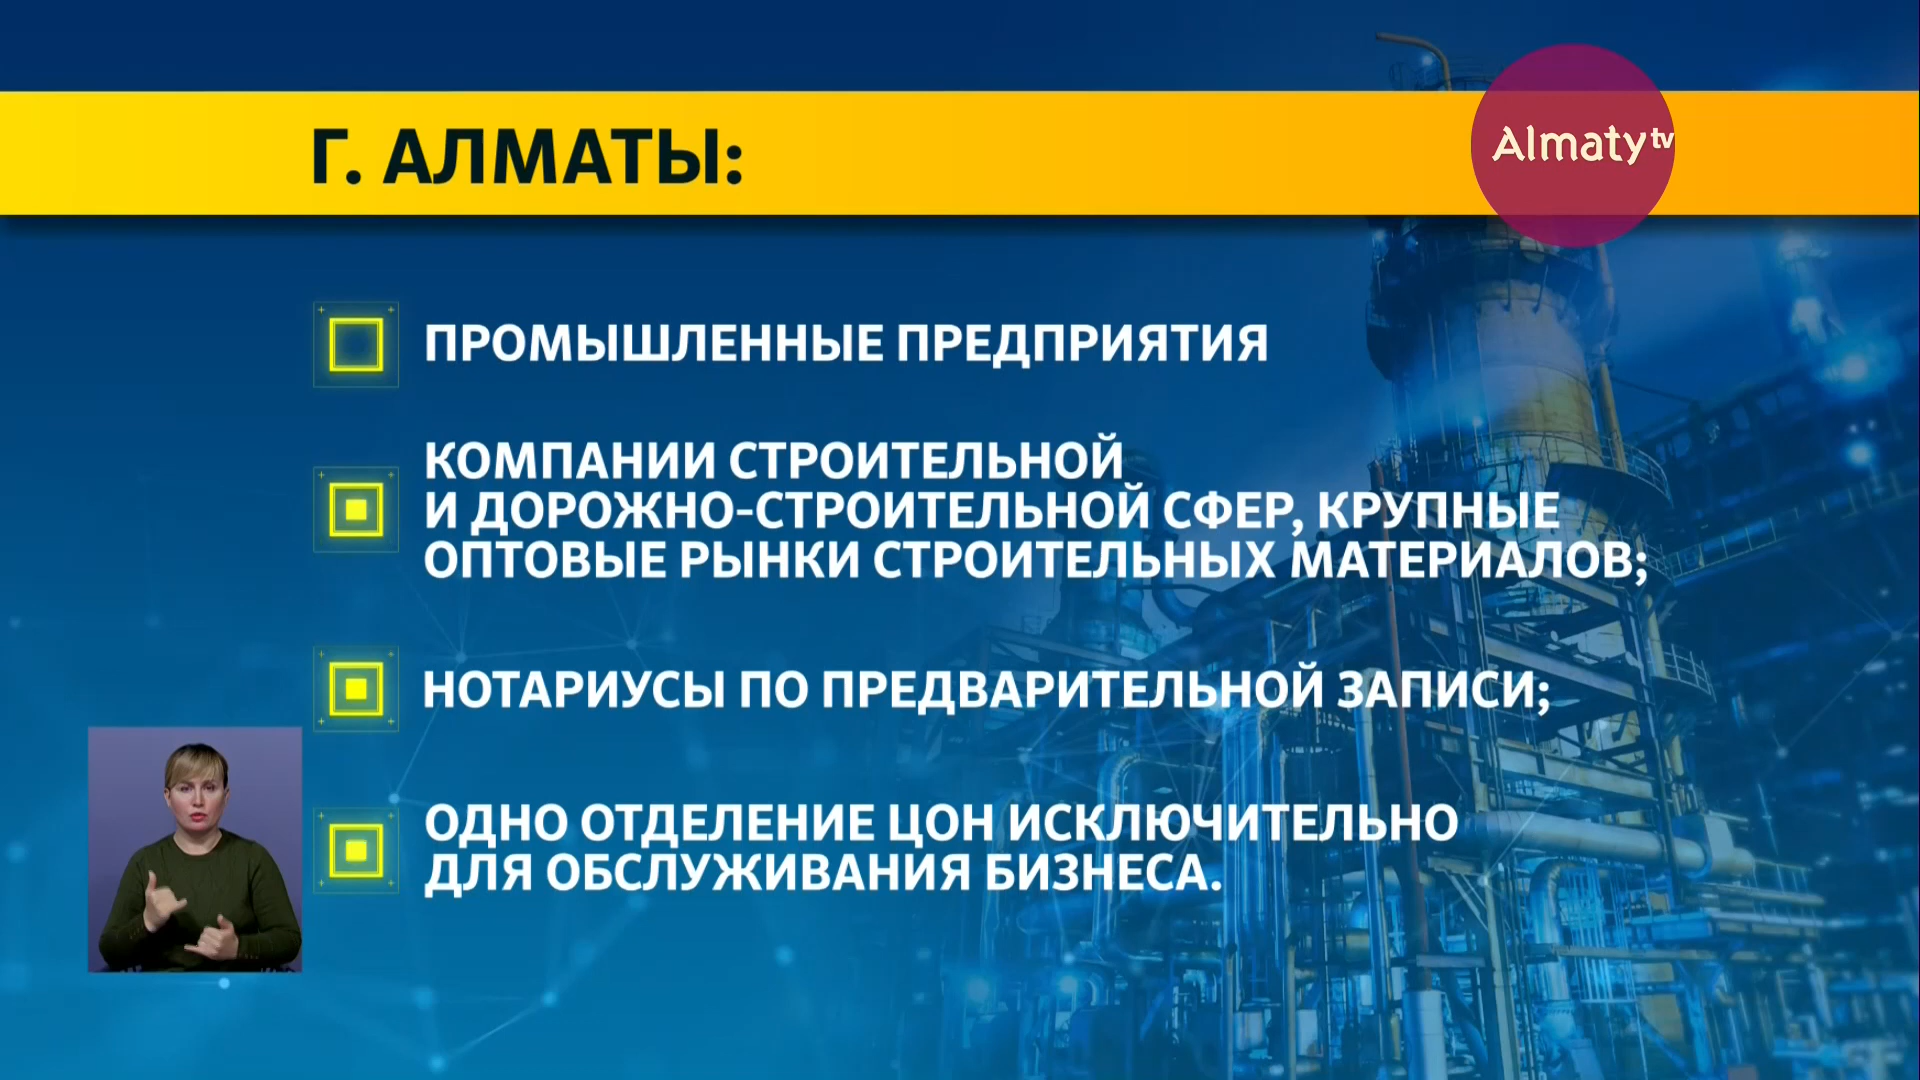 Г. АЛМАТЫ:
Almaty tv
ПРОМЫШЛЕННЫЕ ПРЕДПРИЯТИЯ
КОМПАНИИ СТРОИТЕЛЬНОЙ
И ДОРОЖНО-СТРОИТЕЛЬНОЙ СФЕР, КРУПНЫЕ
ОПТОВЫЕ РЫНКИ СТРОИТЕЛЬНЫХ МАТЕРИАЛОВ;
НОТАРИУСЫ ПО ПРЕДВАРИТЕЛЬНОЙ ЗАПИСИ;
ОДНО ОТДЕЛЕНИЕ ЦОН ИСКЛЮЧИТЕЛЬНО
ДЛЯ ОБСЛУЖИВАНИЯ БИЗНЕСА.